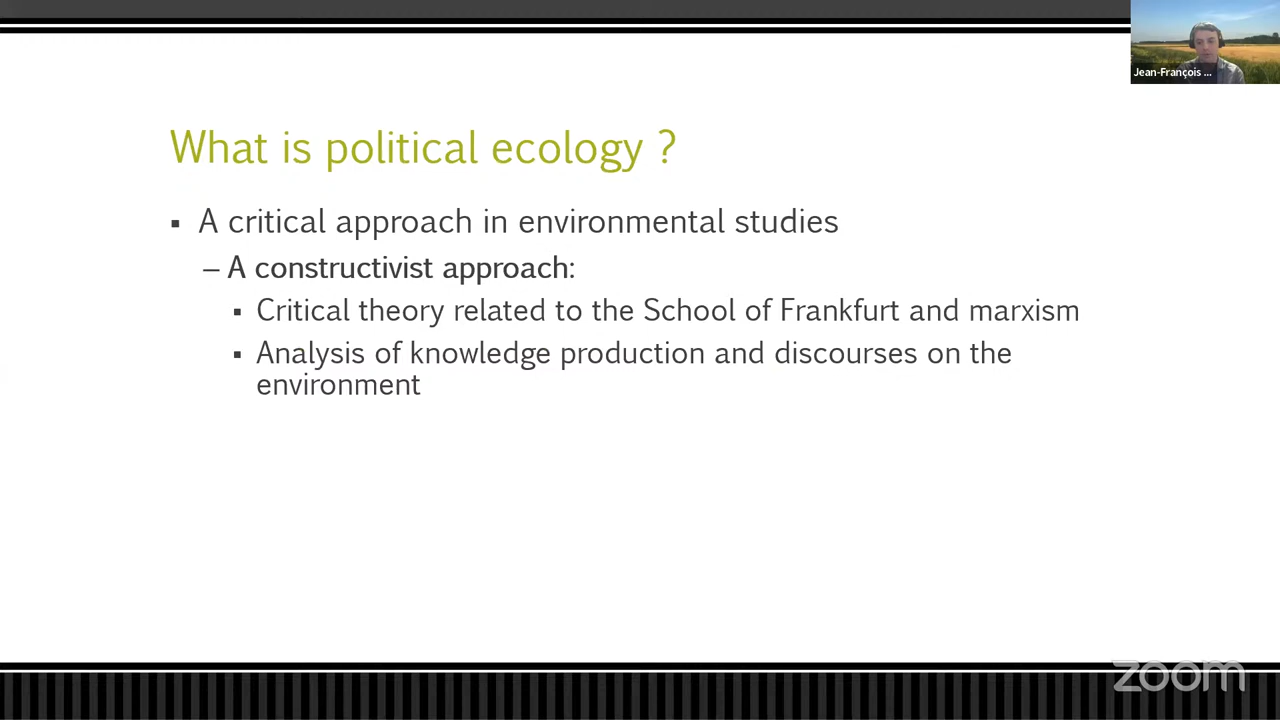 Jean-François ...
What is political ecology ?
▪ A critical approach in environmental studies
– A constructivist approach:
▪ Critical theory related to the School of Frankfurt and marxism
▪ Analysis of knowledge production and discourses on the
environment
zoom